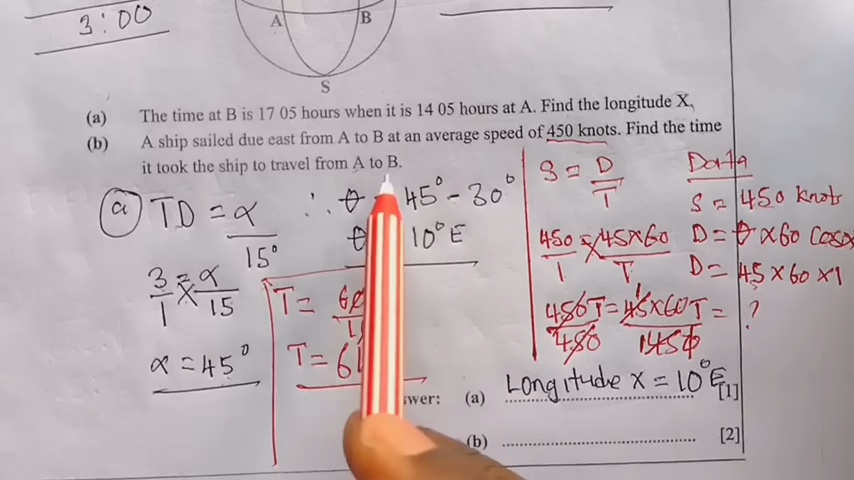 3:00
A B
S
(a) The time at B is 17 05 hours when it is 14 05 hours at A. Find the longitude X,
(b) A ship sailed due east from A to B at an average speed of 450 knots. Find the time
it took the ship to travel from A to B.
(a) TD = α/15°
3/1 = α/15
α = 45°
∴ θ 45° - 30°
θ 10°E
T =
T =
S = D/T
450/1 = 45×60/T
450T/450 = 45×60T
Data
S = 450 knots
D = θ×60 Cosα
D = 45×60×1
= ?
wer: (a) Longitude x = 10°E [1]
(b) [2]